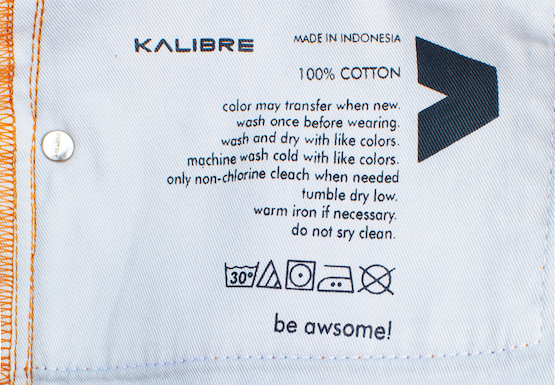 KALIBRE
MADE IN INDONESIA
100% COTTON
color may transfer when new.
wash once before wearing.
wash and dry with like colors.
machine wash cold with like colors.
only non-chlorine cleach when needed
tumble dry low.
warm iron if necessary.
do not sry clean.
30°
be awsome!